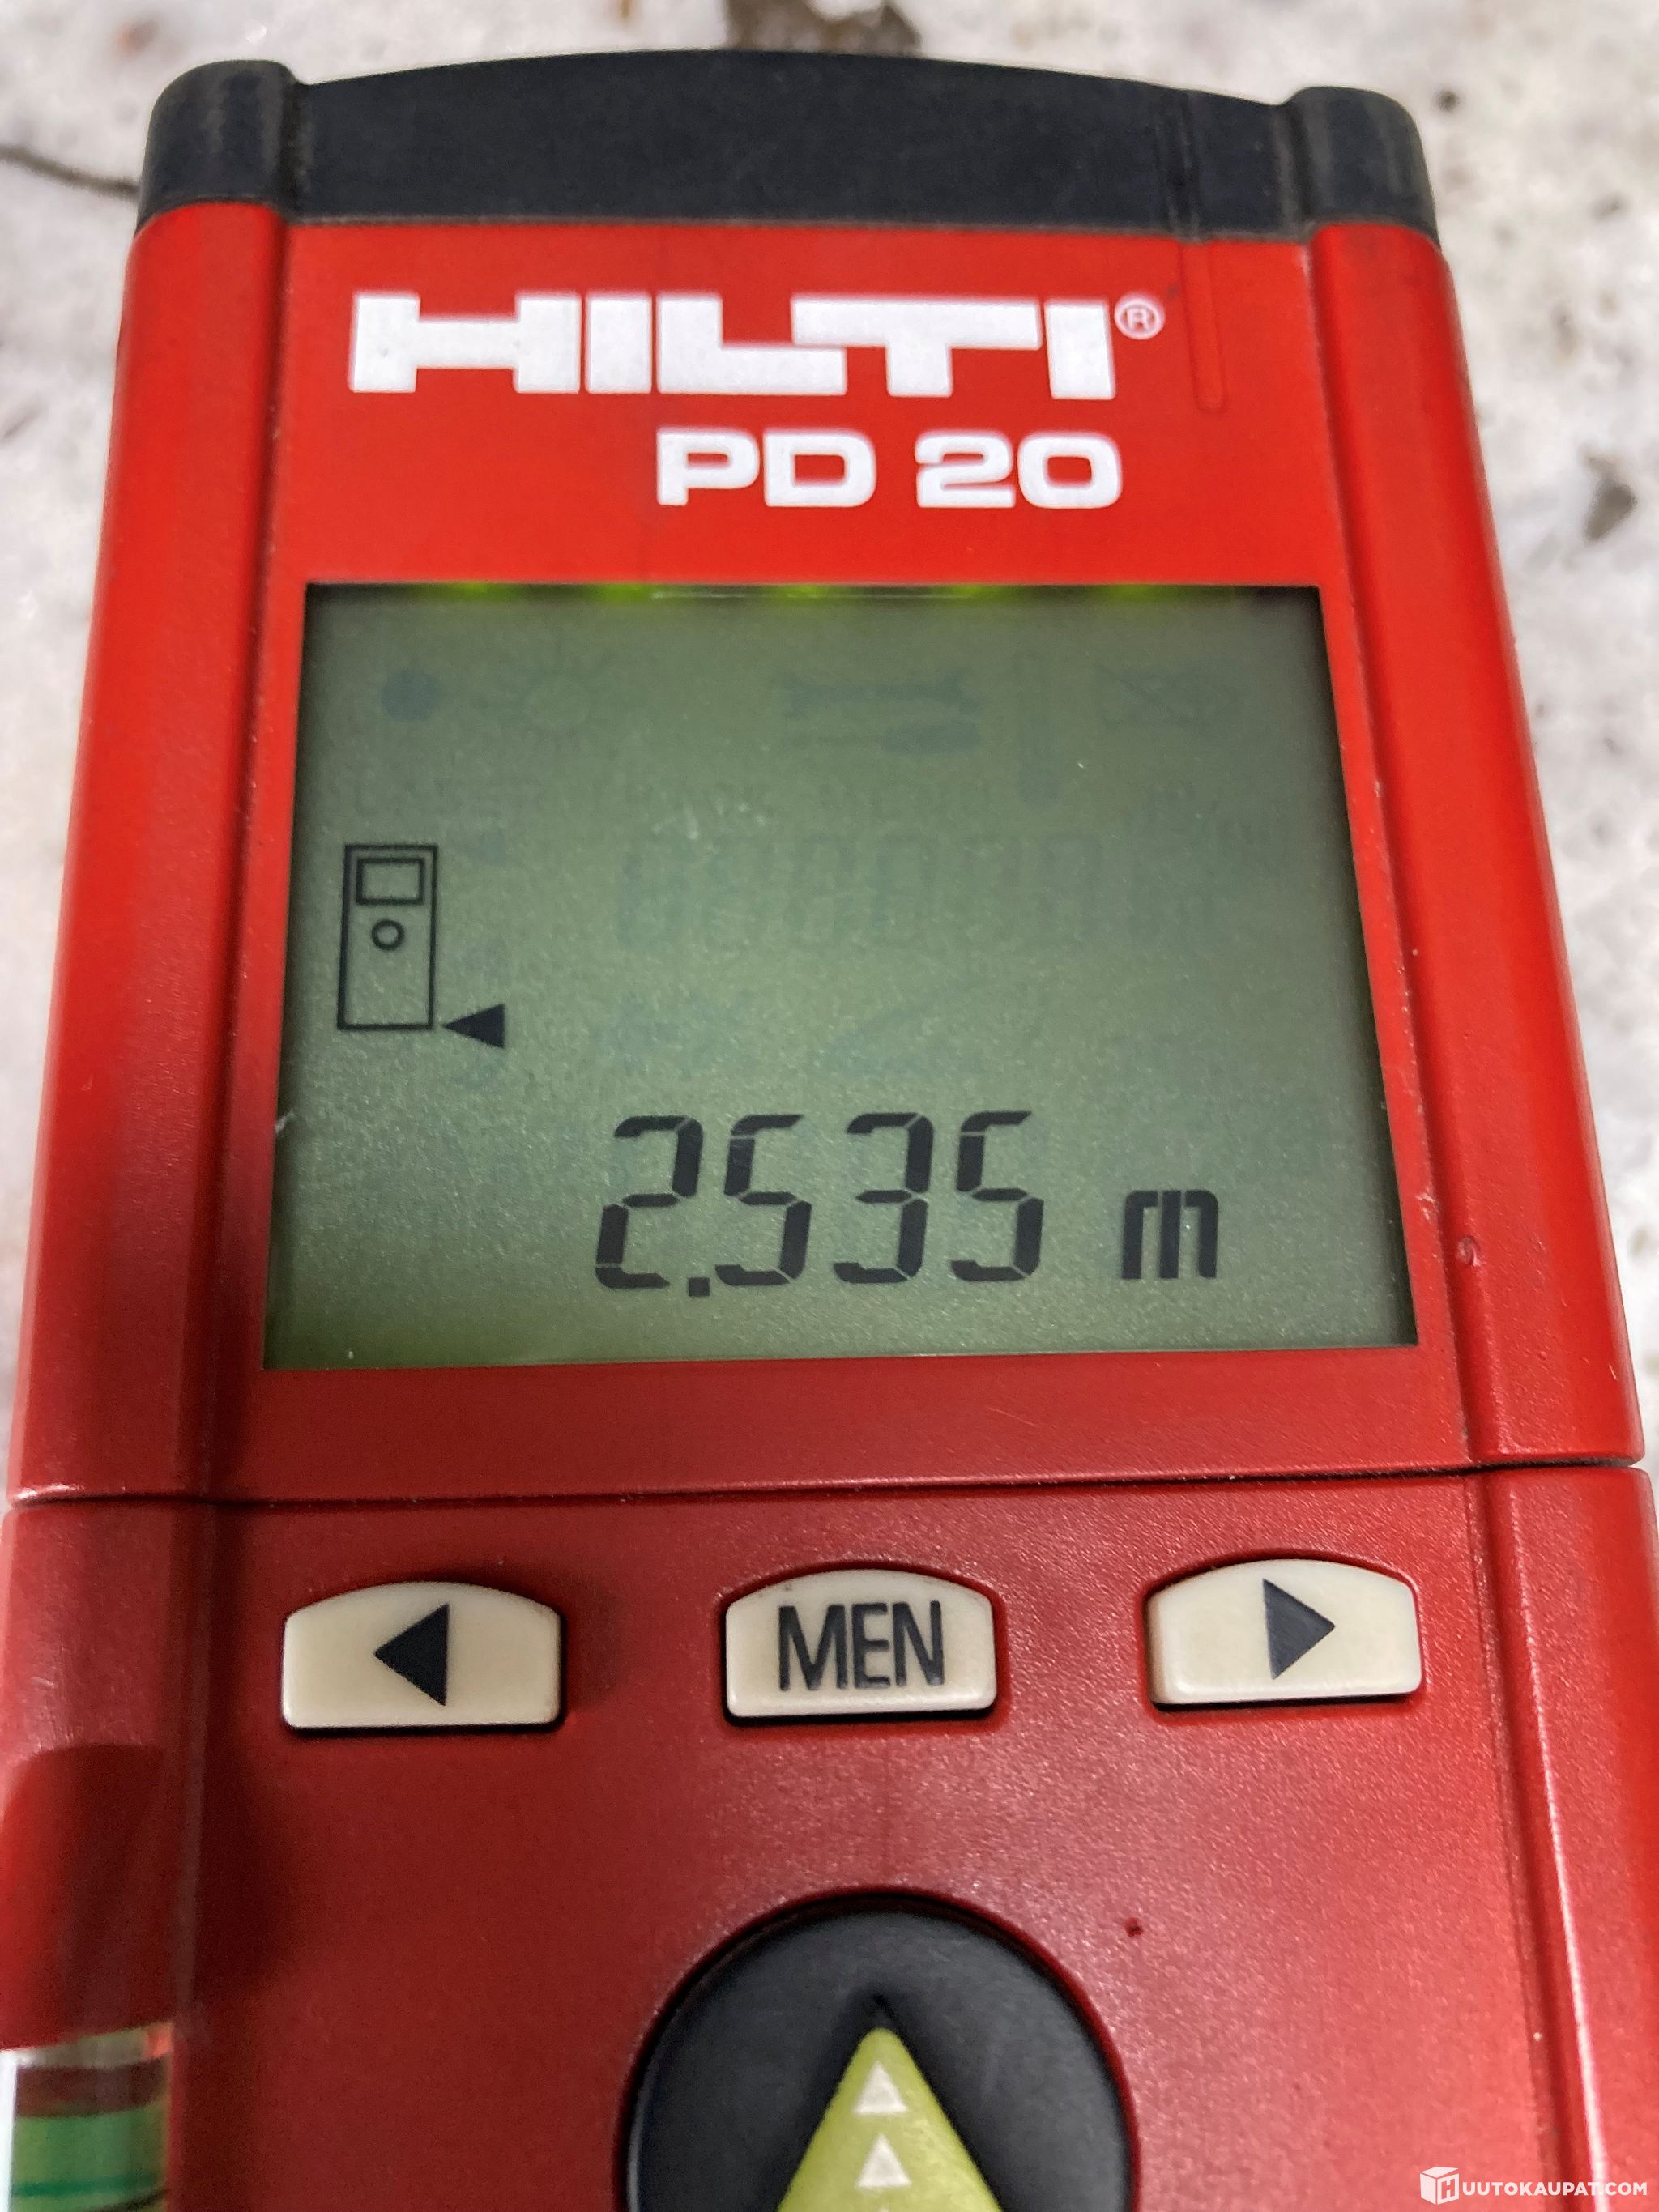 HILTI®
PD 20
2.535 m
MEN
HUUTOKAUPAT.COM